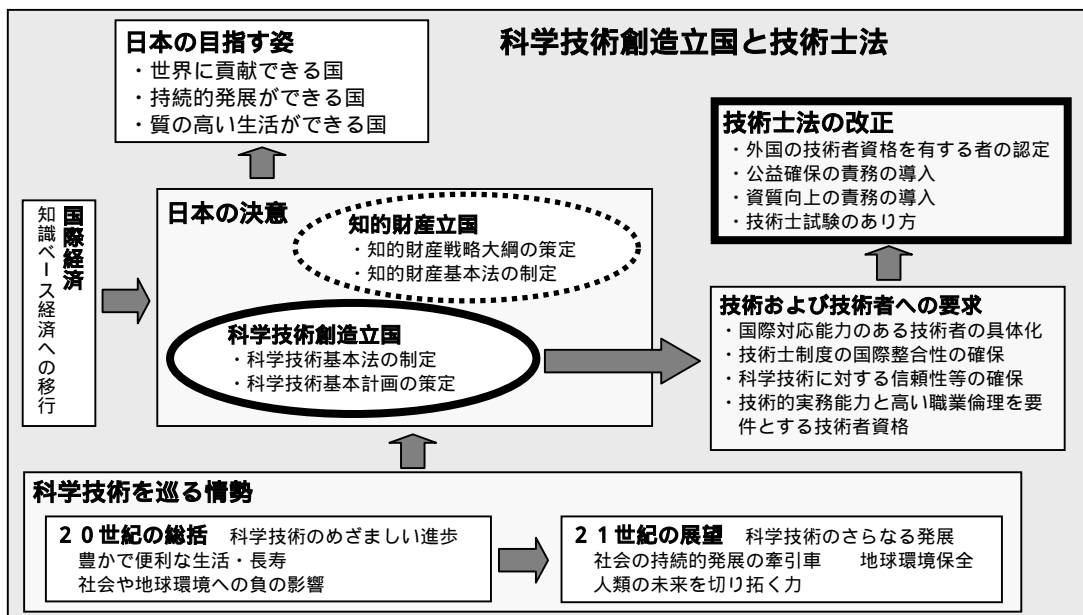 科学技術創造立国と技術士法
日本の目指す姿
・世界に貢献できる国
・持続的発展ができる国
・質の高い生活ができる国
国際経済
知識ベース経済への移行
日本の決意
知的財産立国
・知的財産戦略大綱の策定
・知的財産基本法の制定
科学技術創造立国
・科学技術基本法の制定
・科学技術基本計画の策定
技術士法の改正
・外国の技術者資格を有する者の認定
・公益確保の責務の導入
・資質向上の責務の導入
・技術士試験のあり方
技術および技術者への要求
・国際対応能力のある技術者の具体化
・技術士制度の国際整合性の確保
・科学技術に対する信頼性等の確保
・技術的実務能力と高い職業倫理を要
件とする技術者資格
科学技術を巡る情勢
２０世紀の総括　科学技術のめざましい進歩
豊かで便利な生活・長寿
社会や地球環境への負の影響
２１世紀の展望　科学技術のさらなる発展
社会の持続的発展の牽引車　　地球環境保全
人類の未来を切り拓く力